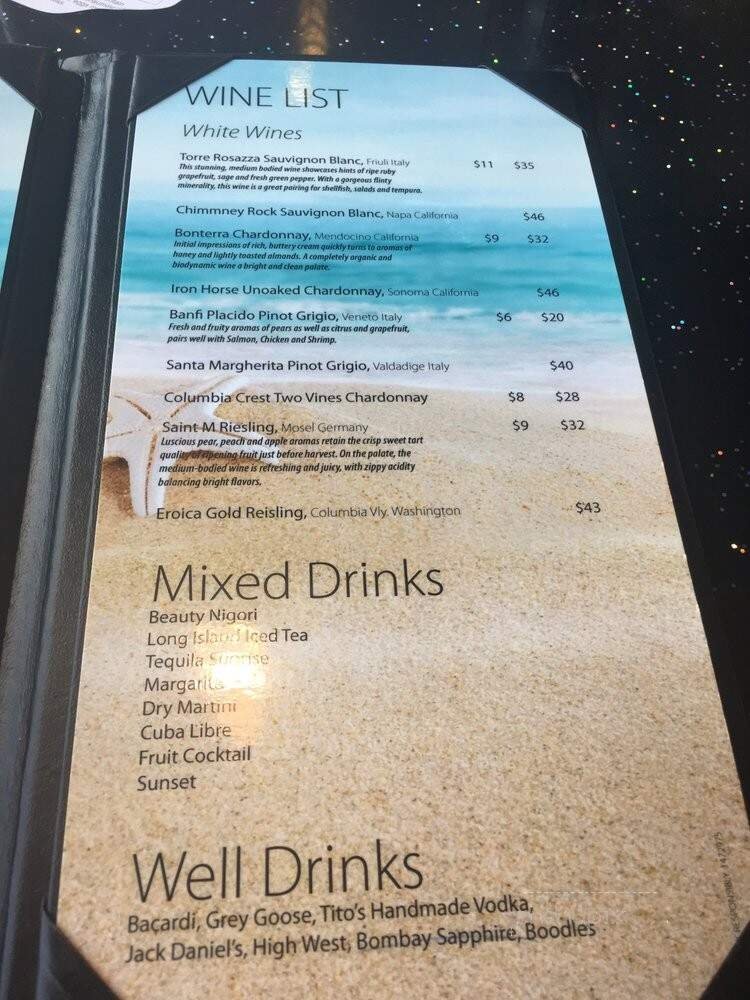 WINE LIST
White Wines
Torre Rosazza Sauvignon Blanc, Friuli Italy $11 $35
This stunning, medium bodied wine showcases hints of ripe ruby
grapefruit, sage and fresh green pepper. With a gorgeous flinty
minerality, this wine is a great pairing for shellfish, salads and tempura.
Chimmney Rock Sauvignon Blanc, Napa California $46
Bonterra Chardonnay, Mendocino California $9 $32
Initial impressions of rich, buttery cream quickly turns to aromas of
honey and lightly toasted almonds. A completely organic and
biodynamic wine a bright and clean palate.
Iron Horse Unoaked Chardonnay, Sonoma California $46
Banfi Placido Pinot Grigio, Veneto Italy $6 $20
Fresh and fruity aromas of pears as well as citrus and grapefruit,
pairs well with Salmon, Chicken and Shrimp.
Santa Margherita Pinot Grigio, Valdadige Italy $40
Columbia Crest Two Vines Chardonnay $8 $28
Saint M Riesling, Mosel Germany $9 $32
Luscious pear, peach and apple aromas retain the crisp sweet tart
quality of ripening fruit just before harvest. On the palate, the
medium-bodied wine is refreshing and juicy, with zippy acidity
balancing bright flavors.
Eroica Gold Reisling, Columbia Vly. Washington $43
Mixed Drinks
Beauty Nigori
Long Island Iced Tea
Tequila Sunrise
Margarita
Dry Martini
Cuba Libre
Fruit Cocktail
Sunset
Well Drinks
Bacardi, Grey Goose, Tito's Handmade Vodka,
Jack Daniel's, High West, Bombay Sapphire, Boodles